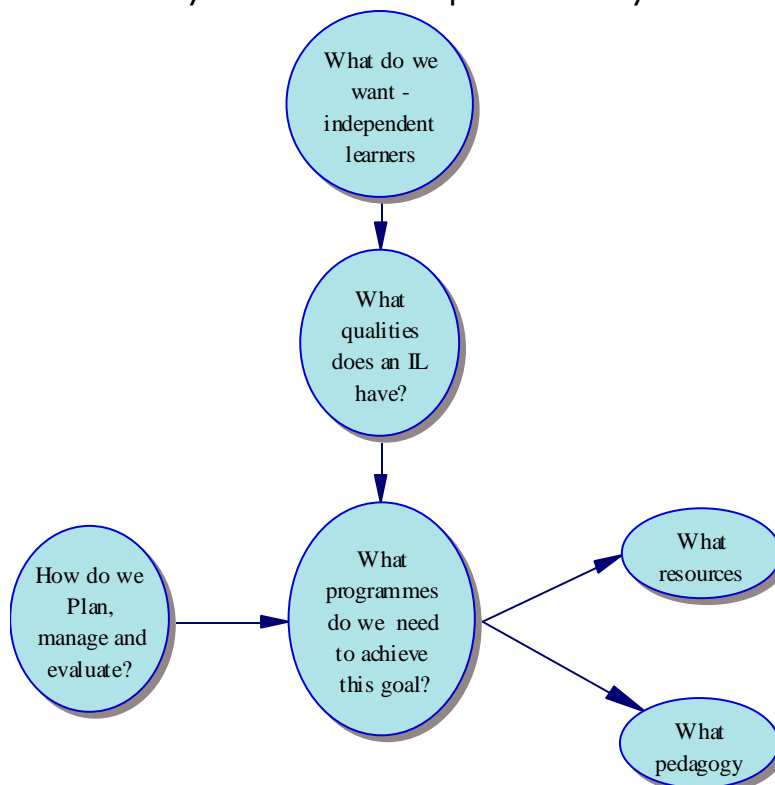 What do we
want -
independent
learners
What
qualities
does an IL
have?
What
programmes
do we need
to achieve
this goal?
How do we
Plan,
manage and
evaluate?
What
resources
What
pedagogy